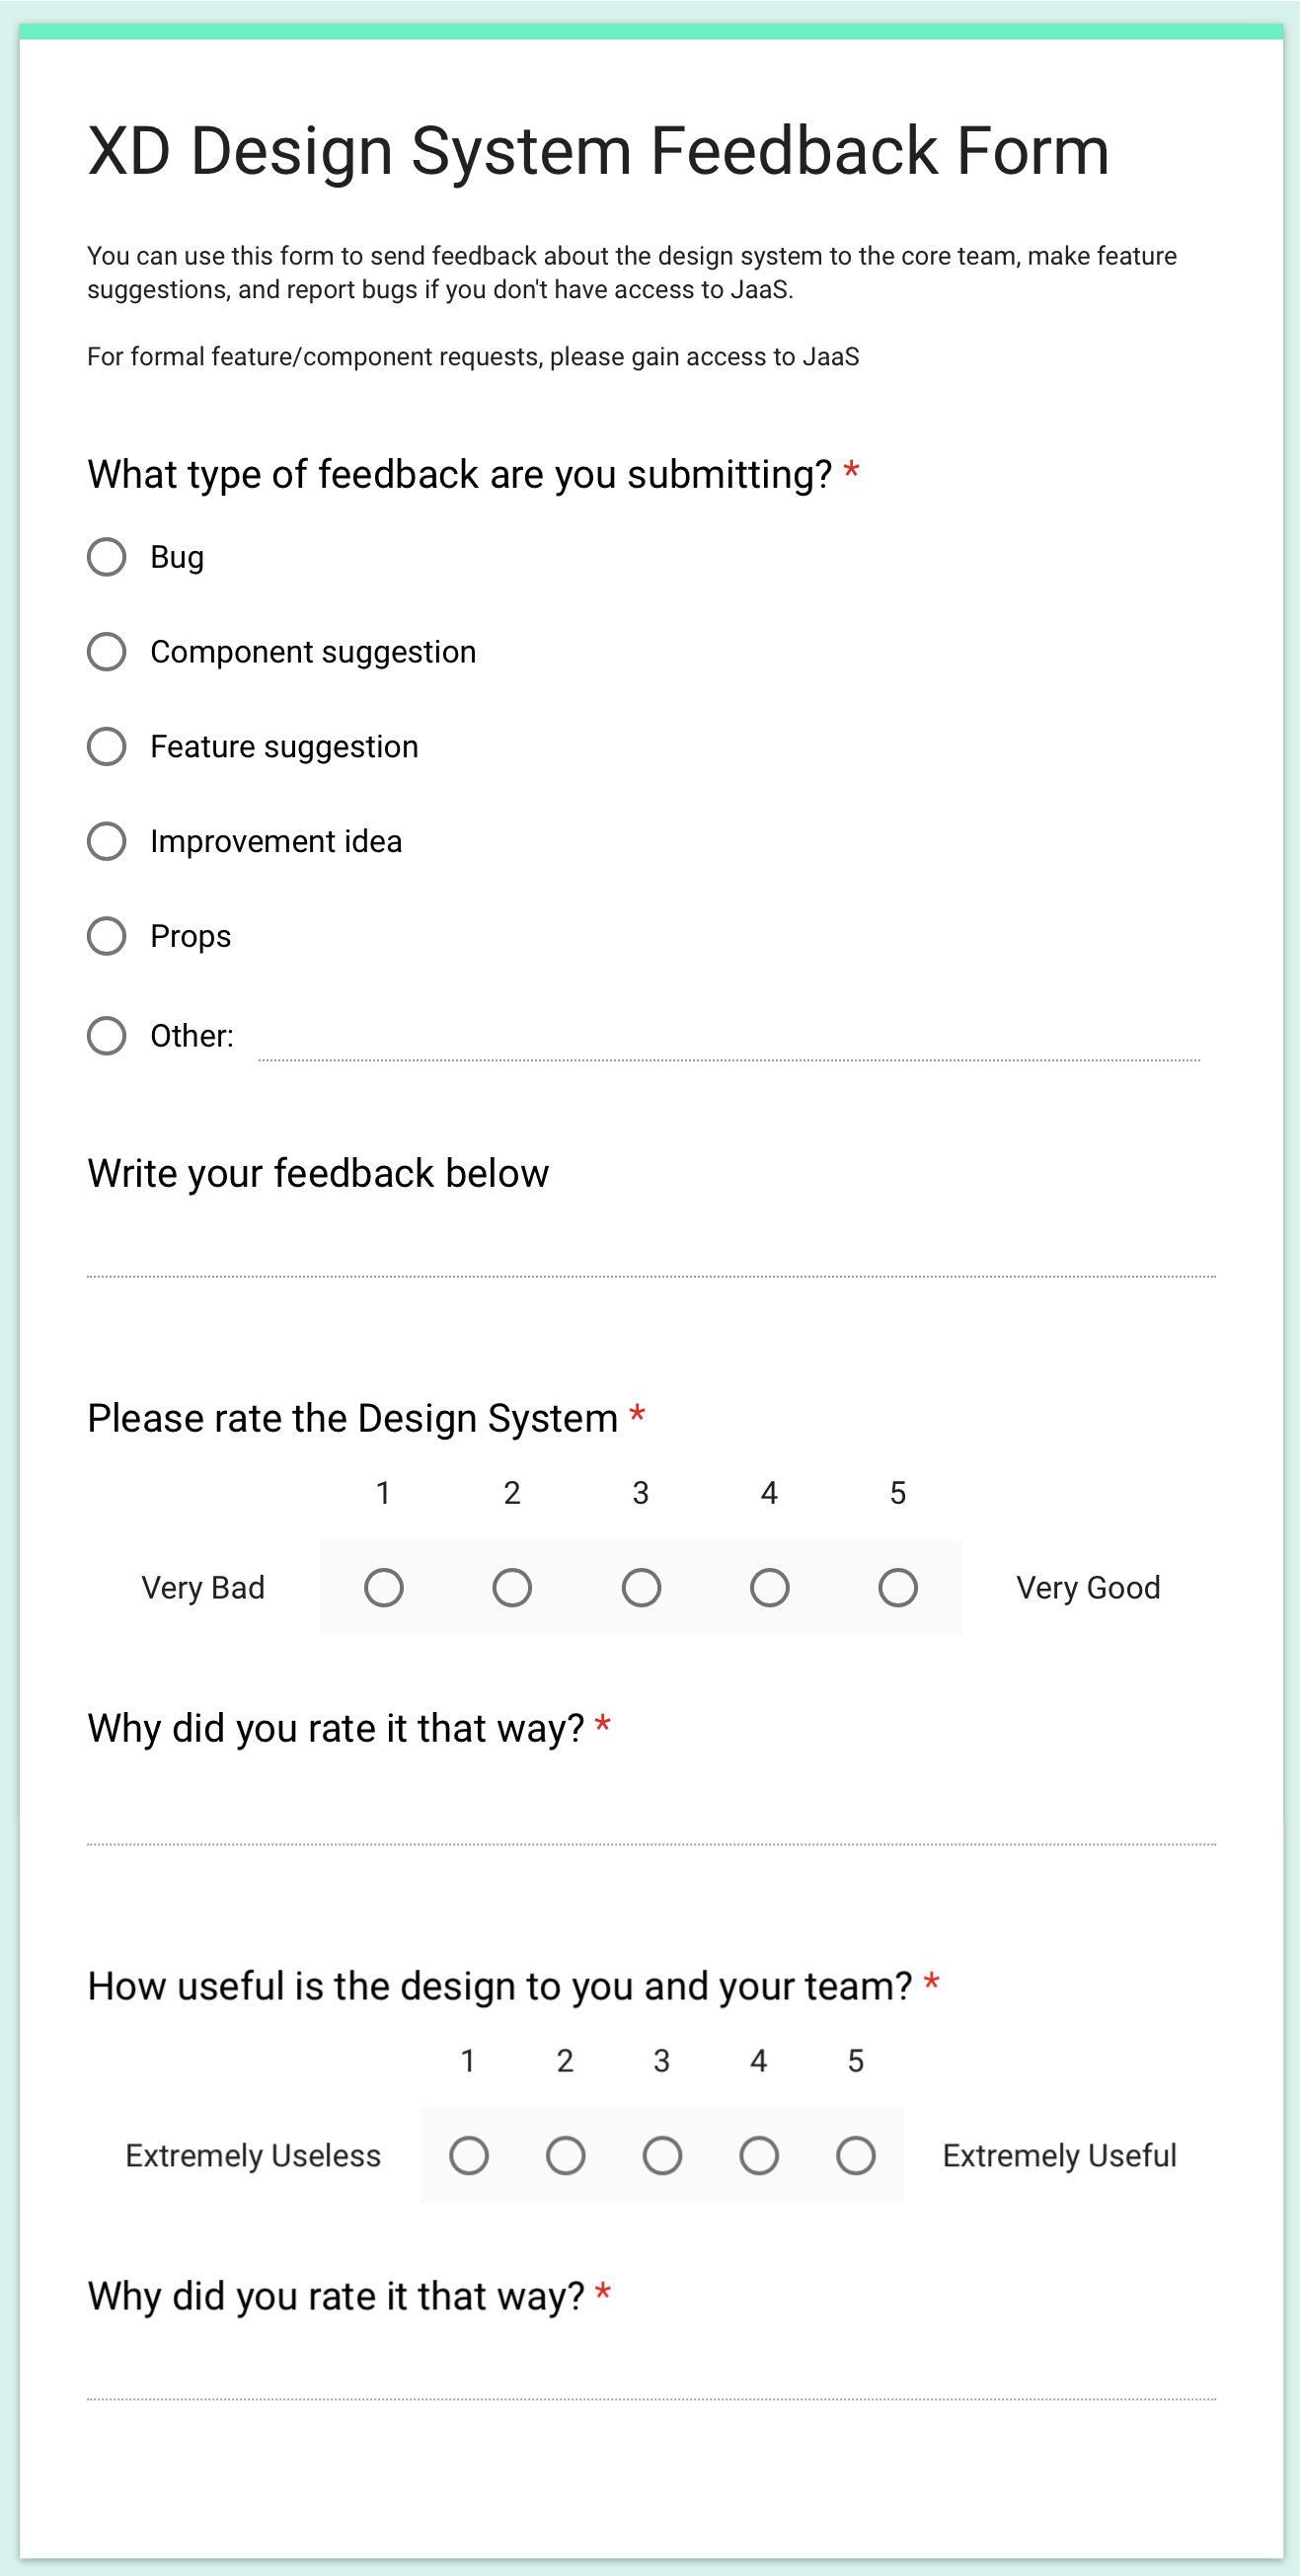 XD Design System Feedback Form
You can use this form to send feedback about the design system to the core team, make feature
suggestions, and report bugs if you don't have access to JaaS.
For formal feature/component requests, please gain access to JaaS
What type of feedback are you submitting? *
Bug
Component suggestion
Feature suggestion
Improvement idea
Props
Other:
Write your feedback below
Please rate the Design System *
1 2 3 4 5
Very Bad Very Good
Why did you rate it that way? *
How useful is the design to you and your team? *
1 2 3 4 5
Extremely Useless Extremely Useful
Why did you rate it that way? *